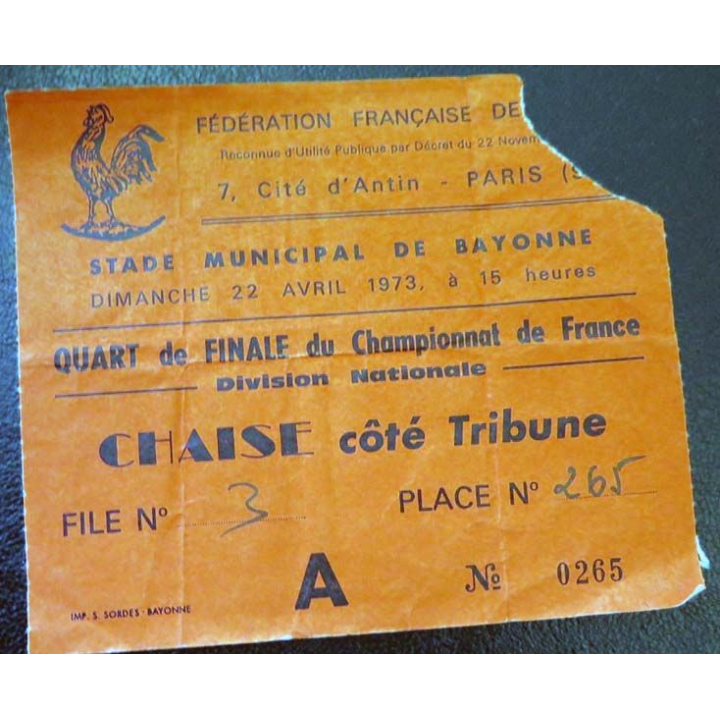 FÉDÉRATION FRANÇAISE DE
Reconnue d'Utilité Publique par Décret du 22
7, Cité d'Antin - PARIS
STADE MUNICIPAL DE BAYONNE
DIMANCHE 22 AVRIL 1973, à 15 heures
QUART de FINALE du Championnat de France
Division Nationale
CHAISE côté Tribune
FILE Nº 3 PLACE Nº 265
A Nº 0265
IMP. S. SORDES - BAYONNE